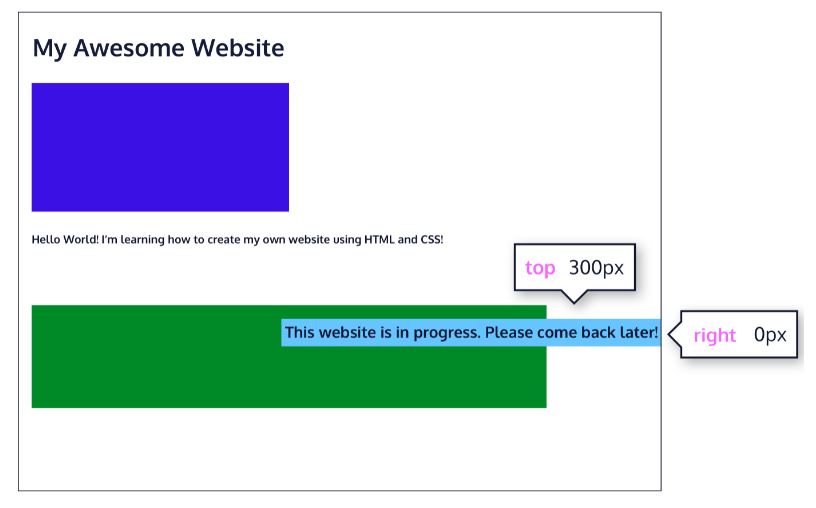 My Awesome Website
Hello World! I'm learning how to create my own website using HTML and CSS!
top 300px
This website is in progress. Please come back later!
right 0px